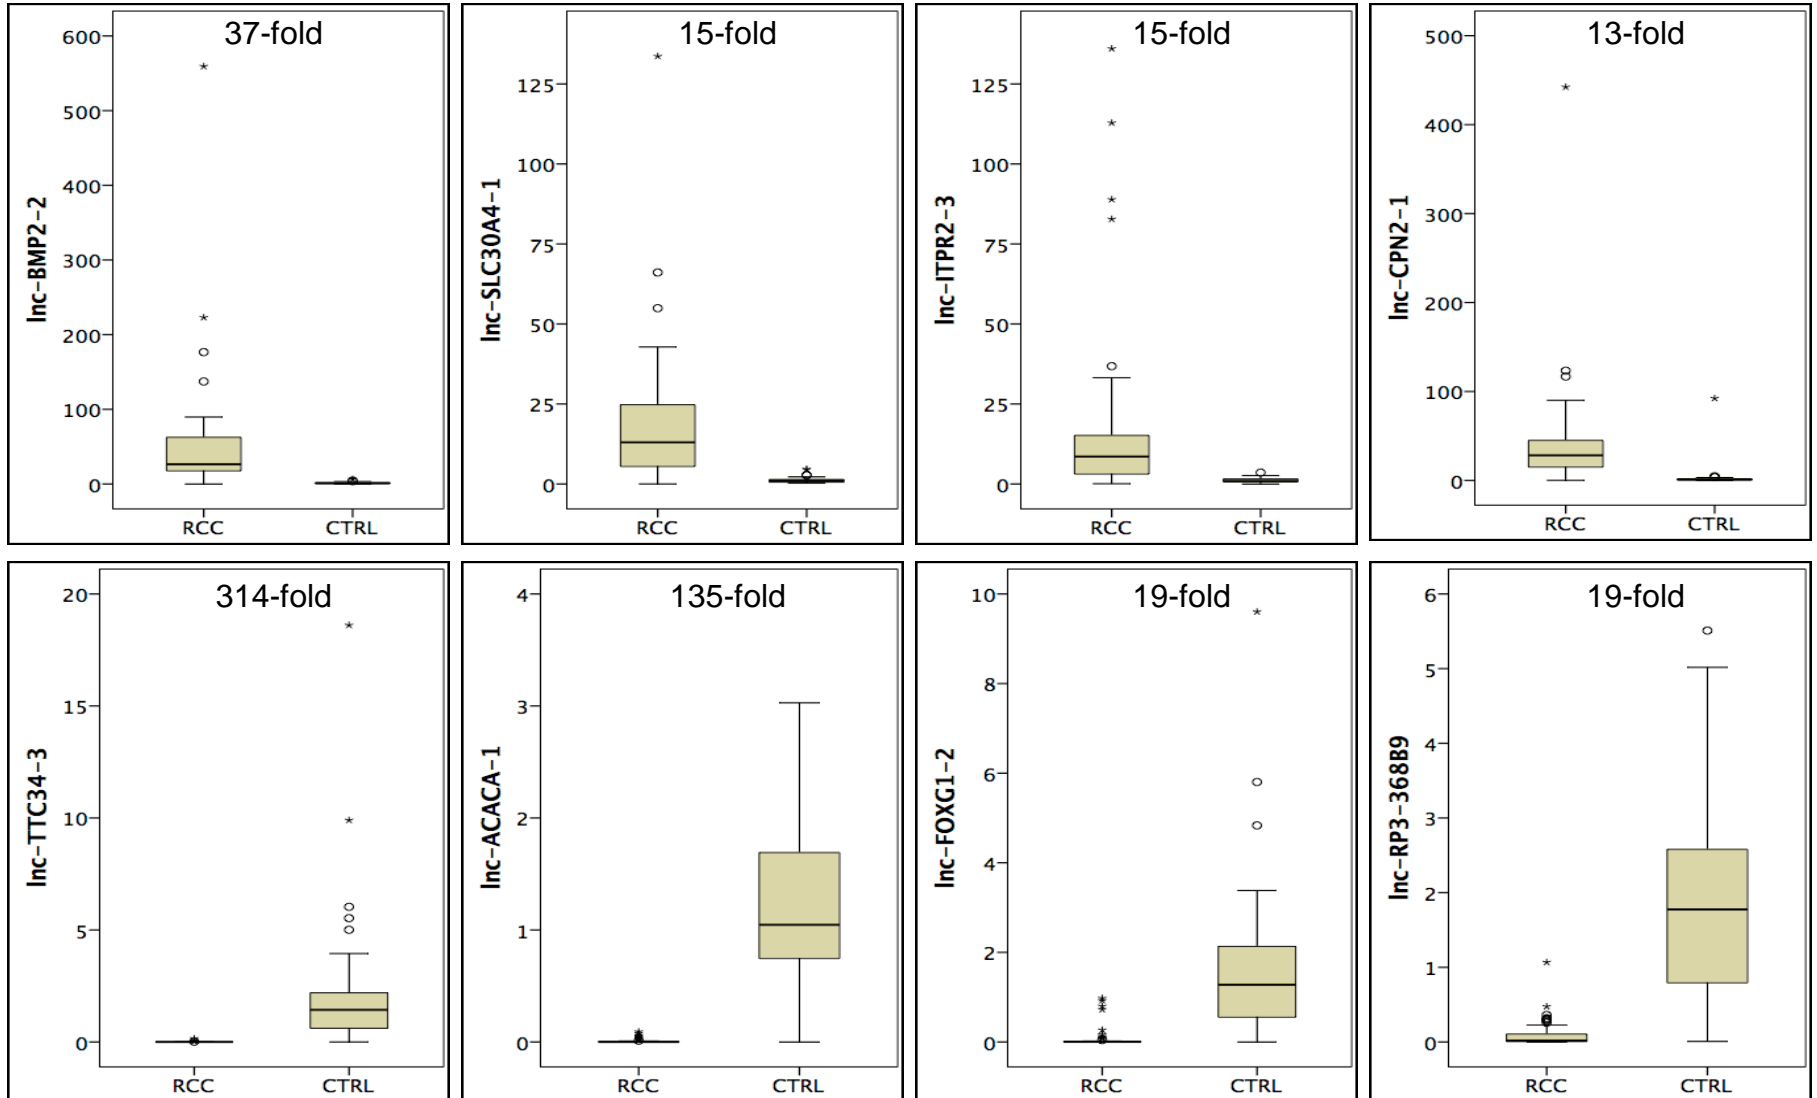 37-fold
lnc-BMP2-2
600
500
400
300
200
100
0
RCC CTRL
15-fold
lnc-SLC30A4-1
125
100
75
50
25
0
RCC CTRL
15-fold
lnc-ITPR2-3
125
100
75
50
25
0
RCC CTRL
13-fold
lnc-CPN2-1
500
400
300
200
100
0
RCC CTRL
314-fold
lnc-TTC34-3
20
15
10
5
0
RCC CTRL
135-fold
lnc-ACACA-1
4
3
2
1
0
RCC CTRL
19-fold
lnc-FOXG1-2
10
8
6
4
2
0
RCC CTRL
19-fold
lnc-RP3-368B9
6
5
4
3
2
1
0
RCC CTRL